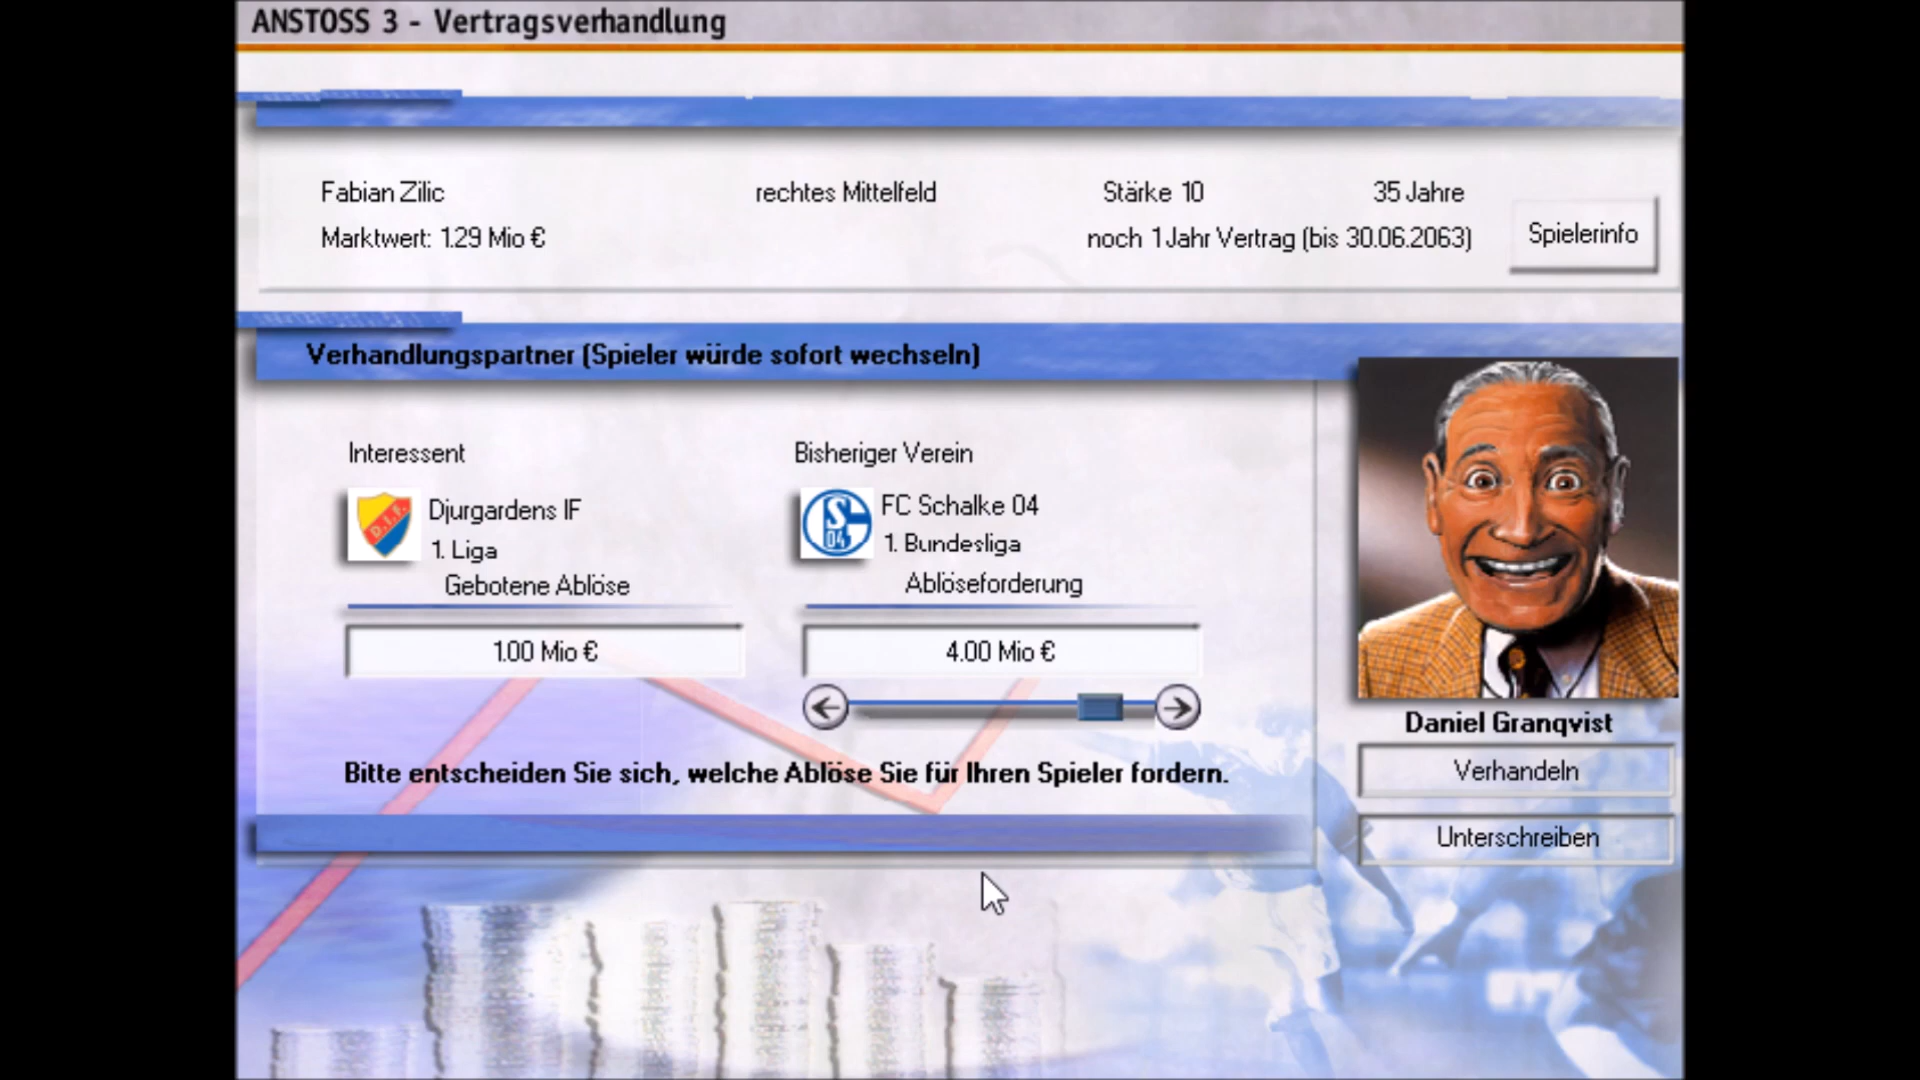 ANSTOSS 3 - Vertragsverhandlung
Fabian Zilic
rechtes Mittelfeld
Stärke 10
35 Jahre
Marktwert: 1.29 Mio €
noch 1 Jahr Vertrag (bis 30.06.2063)
Spielerinfo
Verhandlungspartner (Spieler würde sofort wechseln)
Interessent
Bisheriger Verein
D.I.F.
Djurgardens IF
1. Liga
S 04
FC Schalke 04
1. Bundesliga
Gebotene Ablöse
Ablöseforderung
1.00 Mio €
4.00 Mio €
Bitte entscheiden Sie sich, welche Ablöse Sie für Ihren Spieler fordern.
Daniel Granqvist
Verhandeln
Unterschreiben